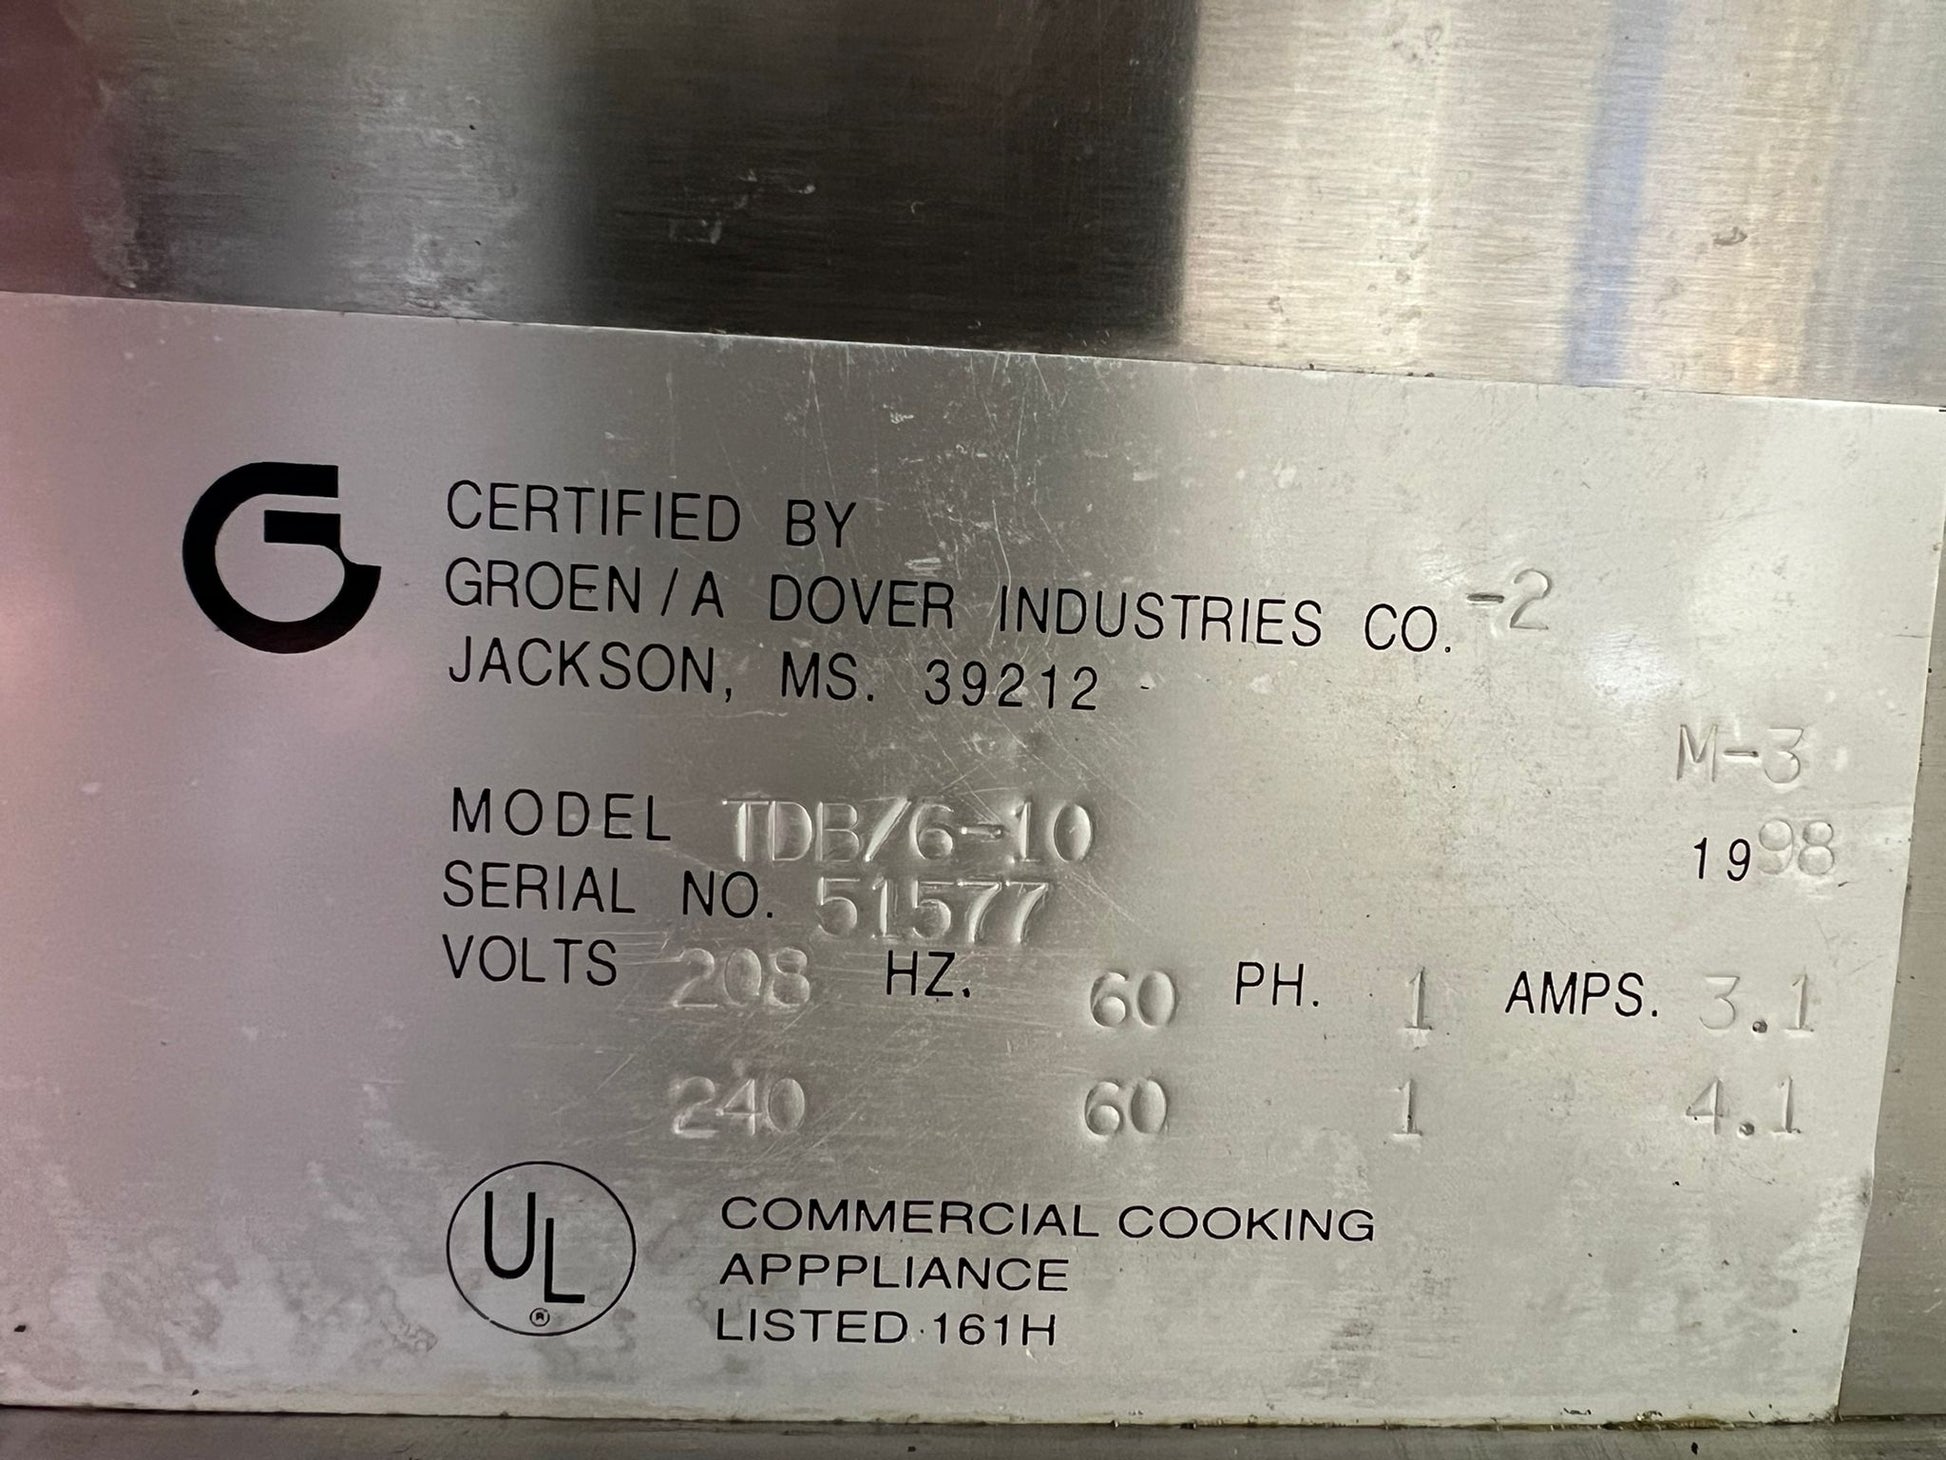 CERTIFIED BY
GROEN/A DOVER INDUSTRIES CO. -2
JACKSON, MS. 39212
M-3
MODEL TDB/6-10
1998
SERIAL NO. 51577
VOLTS 208 HZ. 60 PH. 1 AMPS. 3.1
240 60 1 4.1
UL ®
COMMERCIAL COOKING
APPPLIANCE
LISTED 161H